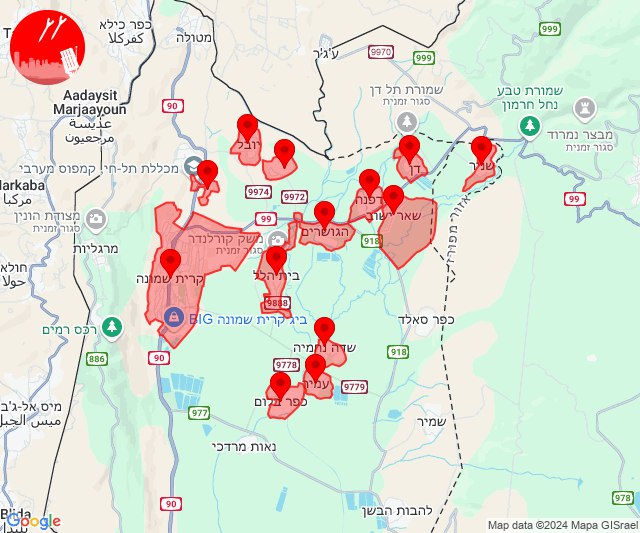 כפר כילא
كفركلا
מטולה
ע'ג'ר
9970
999
999
999
Aadaysit
Marjaayoun
عديسة
مرجعيون
90
שמורת תל דן
סגור זמנית
שמורת טבע
נחל חרמון
מבצר נמרוד
סגור זמנית
יובל
מכללת תל-חי, קמפוס מערבי
דן
שניר
Markaba
מרכבא
مركبا
9974
9972
דפנה
99
שאר ישוב
99
מצודת הונין
סגור זמנית
משק קורלנדר
סגור זמנית
הגושרים
918
אזור מפורז
מרגליות
חולא
حولا
קרית שמונה
בית הלל
9888
BIG ביג קרית שמונה
כפר סאלד
רכס רמים
886
90
שדה נחמיה
9778
918
עמיר
9779
כפר בלום
977
מיס אל-ג'בל
ميس الجبل
שמיר
נאות מרדכי
90
להבות הבשן
Blida
בלידא
Google
Map data ©2024 Mapa GISrael